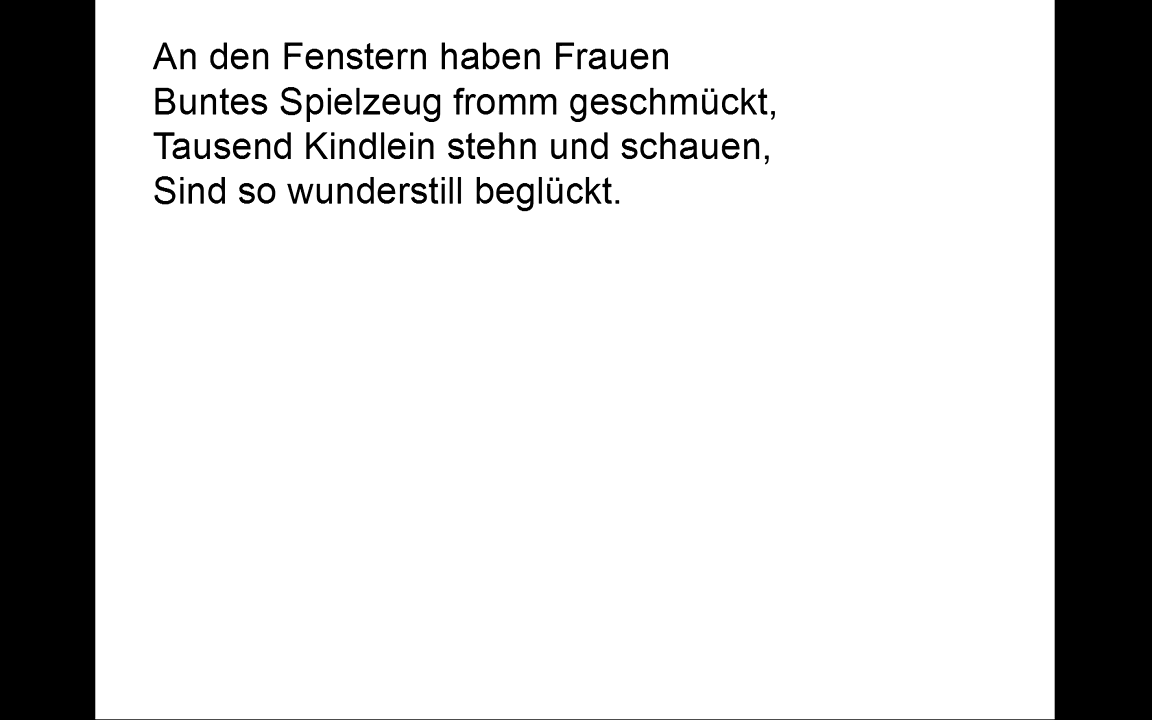 An den Fenstern haben Frauen
Buntes Spielzeug fromm geschmückt,
Tausend Kindlein stehn und schauen,
Sind so wunderstill beglückt.